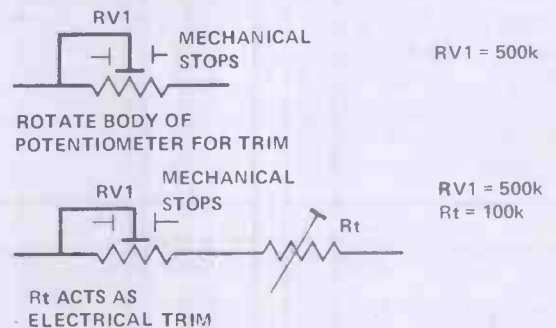 RV1
MECHANICAL
STOPS
RV1 = 500k
ROTATE BODY OF
POTENTIOMETER FOR TRIM
RV1
MECHANICAL
STOPS
RV1 = 500k
Rt = 100k
Rt
Rt ACTS AS
ELECTRICAL TRIM